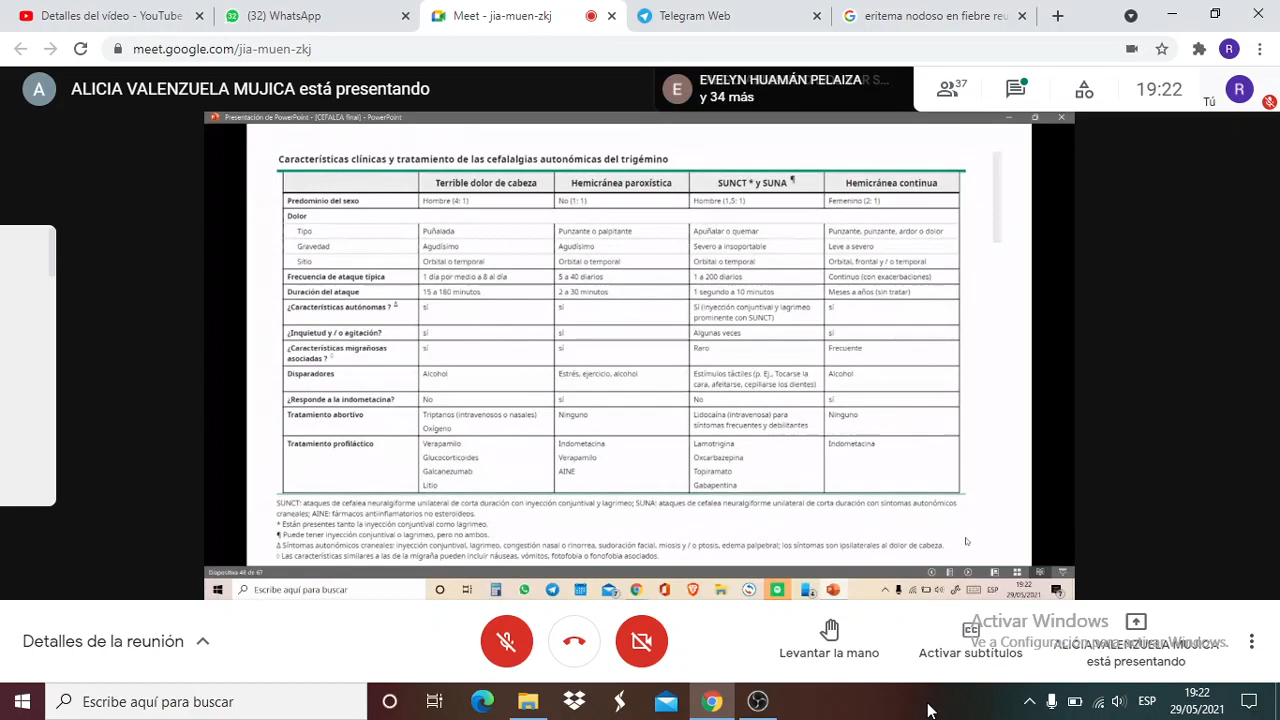 Detalles del vídeo - YouTube
(32) WhatsApp
Meet - jia-muen-zkj
Telegram Web
eritema nodoso en fiebre reu
meet.google.com/jia-muen-zkj
R
A
ALICIA VALENZUELA MUJICA está presentando
E
EVELYN HUAMÁN PELAIZA
y 34 más
37
19:22
Tú
R
Presentación de PowerPoint - [CEFALEA final] - PowerPoint
Características clínicas y tratamiento de las cefalalgias autonómicas del trigémino
Terrible dolor de cabeza Hemicránea paroxística SUNCT * y SUNA ¶ Hemicránea continua
Predominio del sexo Hombre (4: 1) No (1: 1) Hombre (1,5: 1) Femenino (2: 1)
Dolor
Tipo Puñalada Punzante o palpitante Apuñalar o quemar Punzante, punzante, ardor o dolor
Gravedad Agudísimo Agudísimo Severo a insoportable Leve a severo
Sitio Orbital o temporal Orbital o temporal Orbital o temporal Orbital, frontal y / o temporal
Frecuencia de ataque típica 1 día por medio a 8 al día 5 a 40 diarios 1 a 200 diarios Continuo (con exacerbaciones)
Duración del ataque 15 a 180 minutos 2 a 30 minutos 1 segundo a 10 minutos Meses a años (sin tratar)
¿Características autónomas ? Δ sí sí Sí (inyección conjuntival y lagrimeo sí
prominente con SUNCT)
¿Inquietud y / o agitación? sí sí Algunas veces sí
¿Características migrañosas sí sí Raro Frecuente
asociadas ? ◊
Disparadores Alcohol Estrés, ejercicio, alcohol Estímulos táctiles (p. Ej., Tocarse la Alcohol
cara, afeitarse, cepillarse los dientes)
¿Responde a la indometacina? No sí No sí
Tratamiento abortivo Triptanos (intravenosos o nasales) Ninguno Lidocaína (intravenosa) para Ninguno
Oxígeno síntomas frecuentes y debilitantes
Tratamiento profiláctico Verapamilo Indometacina Lamotrigina Indometacina
Glucocorticoides Verapamilo Oxcarbazepina
Galcanezumab AINE Topiramato
Litio Gabapentina
SUNCT: ataques de cefalea neuralgiforme unilateral de corta duración con inyección conjuntival y lagrimeo; SUNA: ataques de cefalea neuralgiforme unilateral de corta duración con síntomas autonómicos
craneales; AINE: fármacos antiinflamatorios no esteroideos.
* Están presentes tanto la inyección conjuntival como lagrimeo.
¶ Puede tener inyección conjuntival o lagrimeo, pero no ambos.
Δ Síntomas autonómicos craneales: inyección conjuntival, lagrimeo, congestión nasal o rinorrea, sudoración facial, miosis y / o ptosis, edema palpebral; los síntomas son ipsilaterales al dolor de cabeza.
◊ Las características similares a las de la migraña pueden incluir náuseas, vómitos, fotofobia o fonofobia asociados.
Diapositiva 48 de 67
Escribe aquí para buscar
ESP
19:22
29/05/2021
Detalles de la reunión
Levantar la mano
Activar subtítulos
ALICIA VALENZUELA MUJICA
está presentando
Activar Windows
Ve a Configuración para activar Windows.
Escribe aquí para buscar
ESP
19:22
29/05/2021